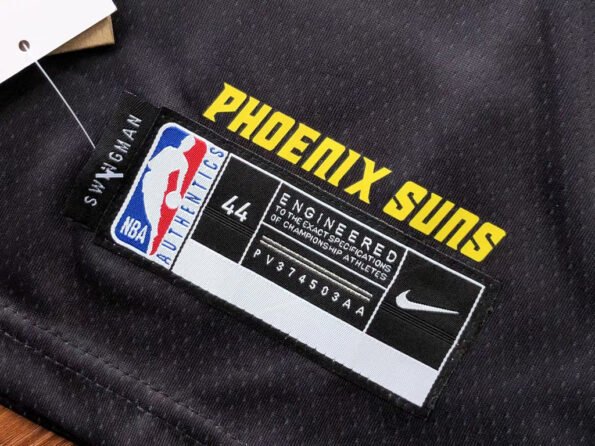 PHOENIX SUNS
SWINGMAN
NBA
AUTHENTICS
44
ENGINEERED
TO THE EXACT SPECIFICATIONS
OF CHAMPIONSHIP ATHLETES
PV374503AA